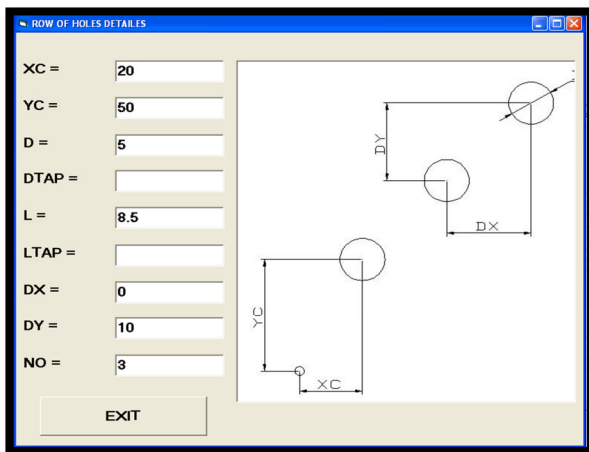 ROW OF HOLES DETAILES
XC = 20
YC = 50
D = 5
DTAP =
L = 8.5
LTAP =
DX = 0
DY = 10
NO = 3
EXIT
DY
DX
YC
XC